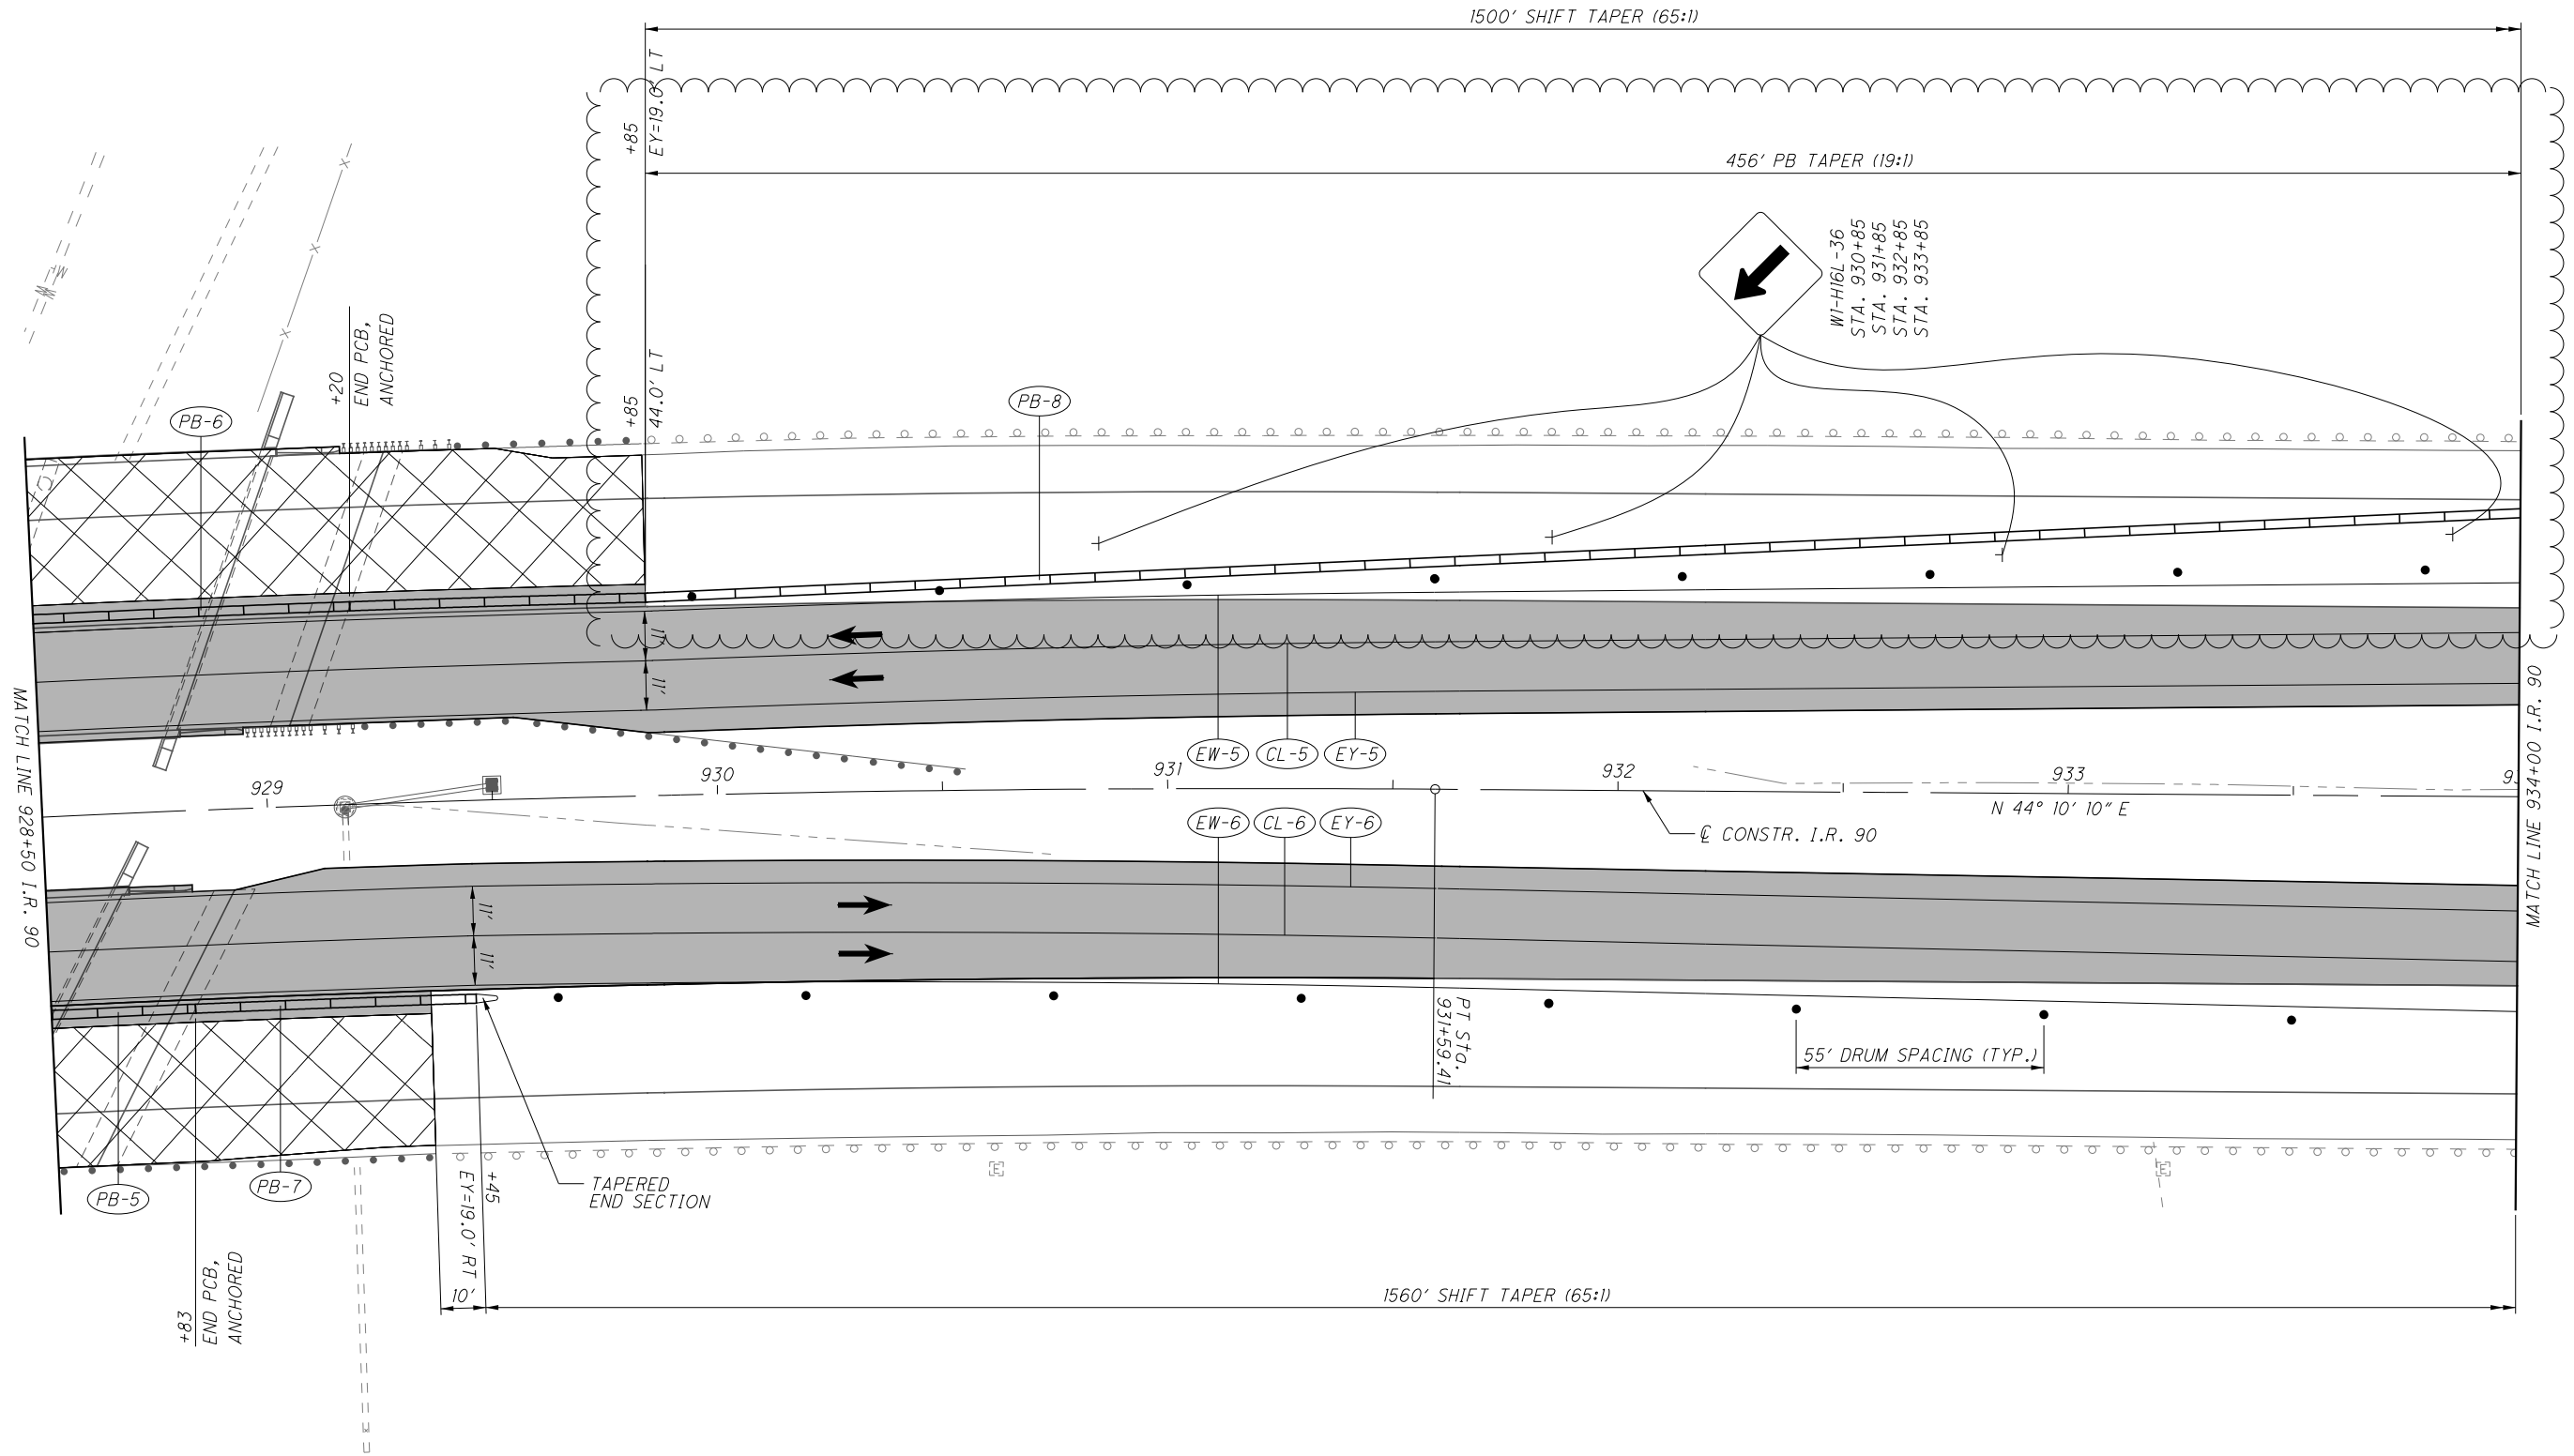 1500' SHIFT TAPER (65:1)
+85
EY=19.0' LT
456' PB TAPER (19:1)
W1-H16L-36
STA. 930+85
STA. 931+85
STA. 932+85
STA. 933+85
W
W
W
+20
END PCB,
ANCHORED
+85
44.0' LT
PB-8
PB-6
11'
11'
MATCH LINE 928+50 I.R. 90
MATCH LINE 934+00 I.R. 90
EW-5
CL-5
EY-5
929
930
931
932
933
N 44° 10' 10" E
℄ CONSTR. I.R. 90
EW-6
CL-6
EY-6
11'
11'
PT Sta.
931+59.41
55' DRUM SPACING (TYP.)
E
E
PB-5
PB-7
+45
EY=19.0' RT
TAPERED
END SECTION
+83
END PCB,
ANCHORED
10'
1560' SHIFT TAPER (65:1)